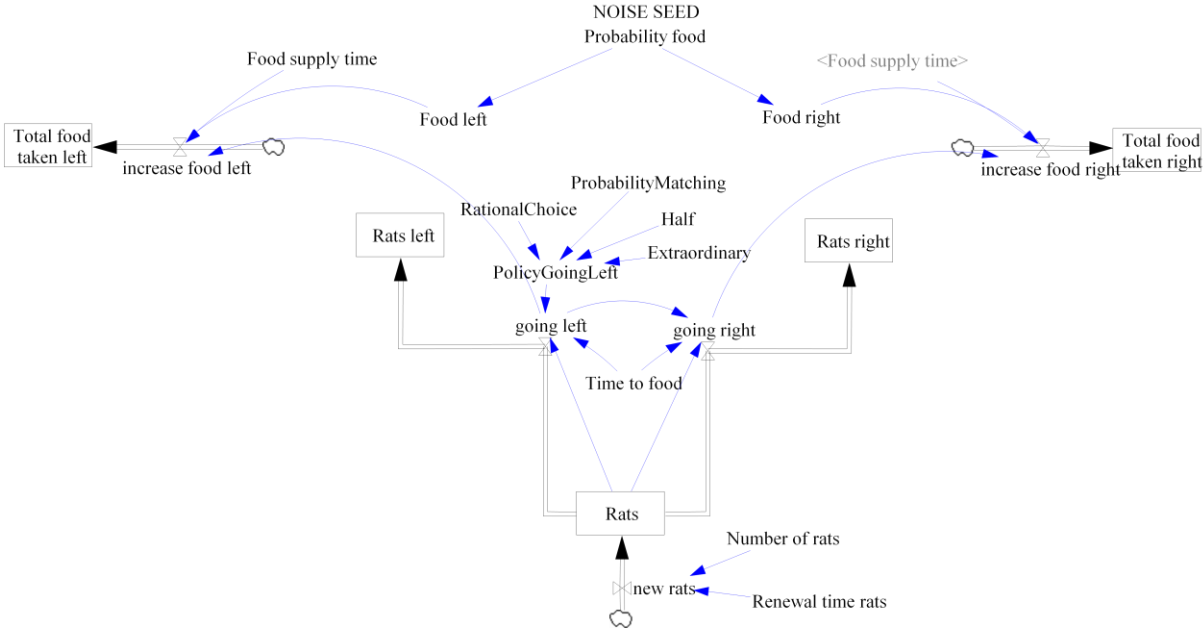 NOISE SEED
Probability food
Food supply time
<Food supply time>
Food left
Food right
Total food
taken left
increase food left
increase food right
Total food
taken right
ProbabilityMatching
RationalChoice
Half
Rats left
Rats right
Extraordinary
PolicyGoingLeft
going left
going right
Time to food
Rats
Number of rats
new rats
Renewal time rats